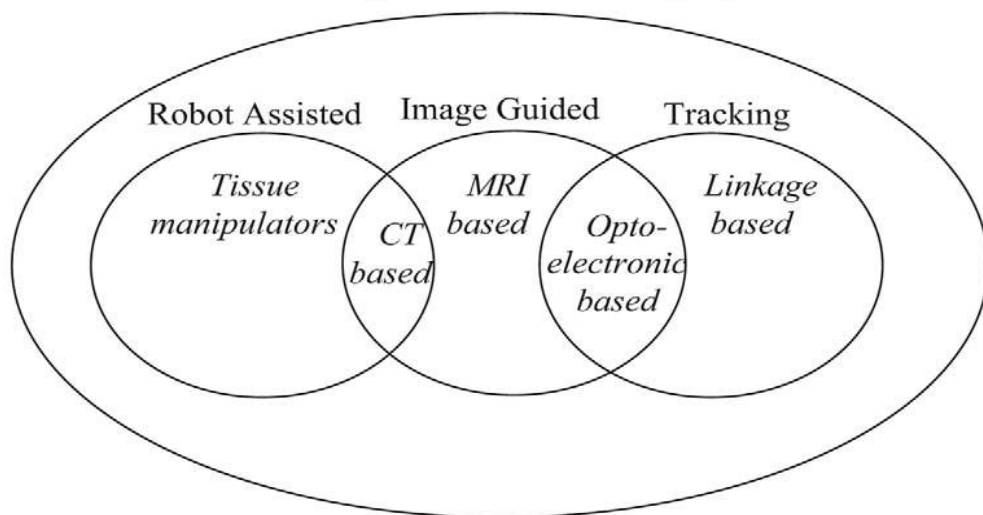 Robot Assisted
Image Guided
Tracking
Tissue
manipulators
CT
based
MRI
based
Opto-
electronic
based
Linkage
based